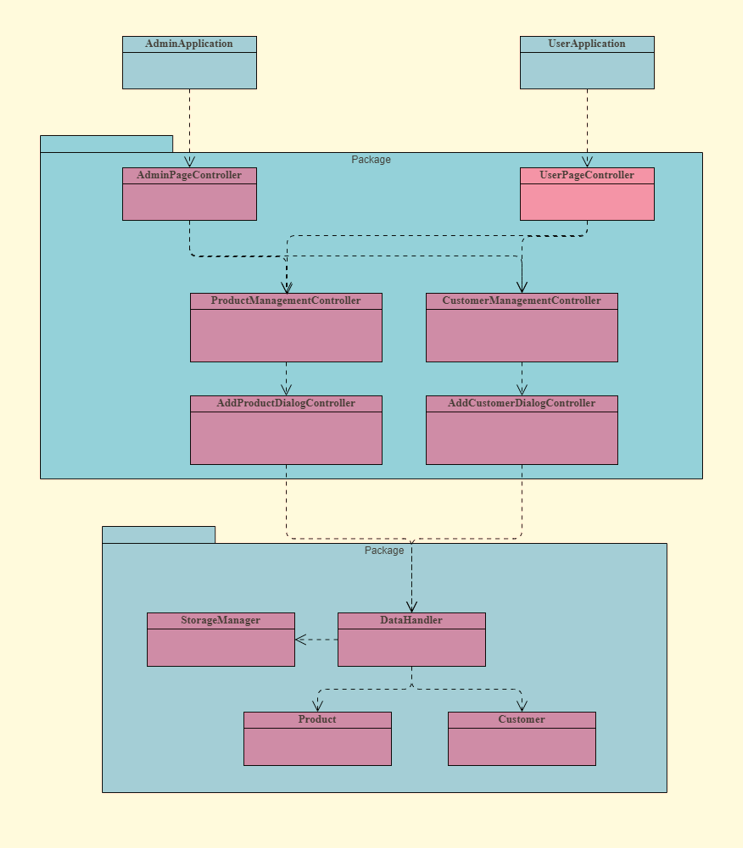 AdminApplication
UserApplication
Package
AdminPageController
UserPageController
ProductManagementController
CustomerManagementController
AddProductDialogController
AddCustomerDialogController
Package
StorageManager
DataHandler
Product
Customer